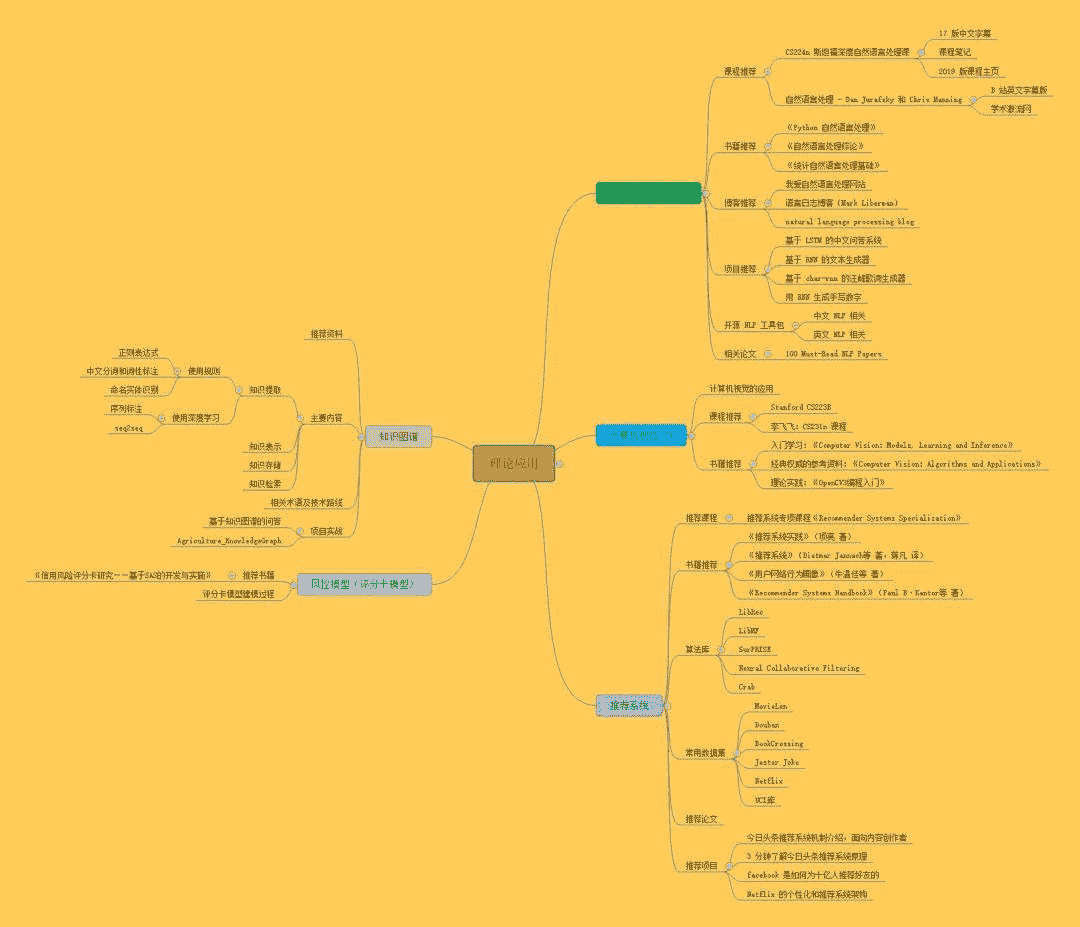 理论应用
课程推荐
CS224n 斯坦福深度自然语言处理课
17 版中文字幕
课程笔记
2019 版课程主页
自然语言处理 - Dan Jurafsky 和 Chris Manning
B 站英文字幕版
学术激流网
书籍推荐
《Python 自然语言处理》
《自然语言处理综论》
《统计自然语言处理基础》
博客推荐
我爱自然语言处理网站
语言日志博客 (Mark Liberman)
natural language processing blog
项目推荐
基于 LSTM 的中文问答系统
基于 RNN 的文本生成器
基于 char-rnn 的汪峰歌词生成器
用 RNN 生成手写数字
开源 NLP 工具包
中文 NLP 相关
英文 NLP 相关
相关论文
100 Must-Read NLP Papers
计算机视觉的应用
课程推荐
Stanford CS223B
李飞飞: CS231n 课程
书籍推荐
入门学习:《Computer Vision: Models, Learning and Inference》
经典权威的参考资料:《Computer Vision: Algorithms and Applications》
理论实践:《OpenCV3编程入门》
推荐系统
推荐课程
推荐系统专项课程《Recommender Systems Specialization》
书籍推荐
《推荐系统实践》(项亮 著)
《推荐系统》(Dietmar Jannach等 著, 蒋凡 译)
《用户网络行为画像》(牛温佳等 著)
《Recommender Systems Handbook》(Paul B·Kantor等 著)
算法库
LibRec
LibMF
SurPRISE
Neural Collaborative Filtering
Crab
常用数据集
MovieLen
Douban
BookCrossing
Jester Joke
Netflix
UCI库
推荐论文
推荐项目
今日头条推荐系统机制介绍, 面向内容创作者
3 分钟了解今日头条推荐系统原理
facebook 是如何为十亿人推荐好友的
Netflix 的个性化和推荐系统架构
知识图谱
推荐资料
主要内容
知识提取
使用规则
正则表达式
中文分词和词性标注
命名实体识别
使用深度学习
序列标注
seq2seq
知识表示
知识存储
知识检索
相关术语及技术路线
项目实战
基于知识图谱的问答
Agriculture_KnowledgeGraph
风控模型 (评分卡模型)
推荐书籍
《信用风险评分卡研究——基于SAS的开发与实施》
评分卡模型建模过程